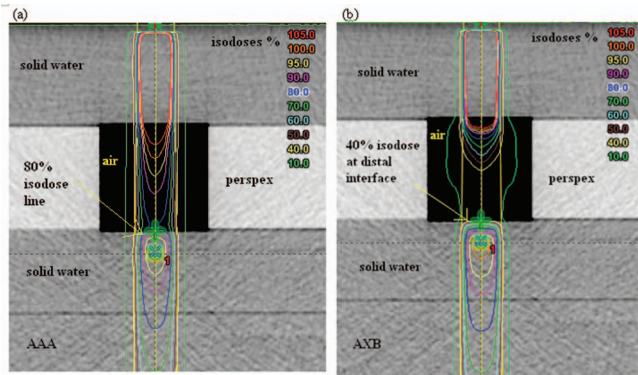 (a)
isodoses %
105.0
100.0
95.0
90.0
80.0
70.0
60.0
50.0
40.0
10.0
solid water
air
80%
isodose
line
perspex
1
solid water
AAA
(b)
isodoses %
105.0
100.0
95.0
90.0
80.0
70.0
60.0
50.0
40.0
10.0
solid water
air
40% isodose
at distal
interface
perspex
1
solid water
AXB